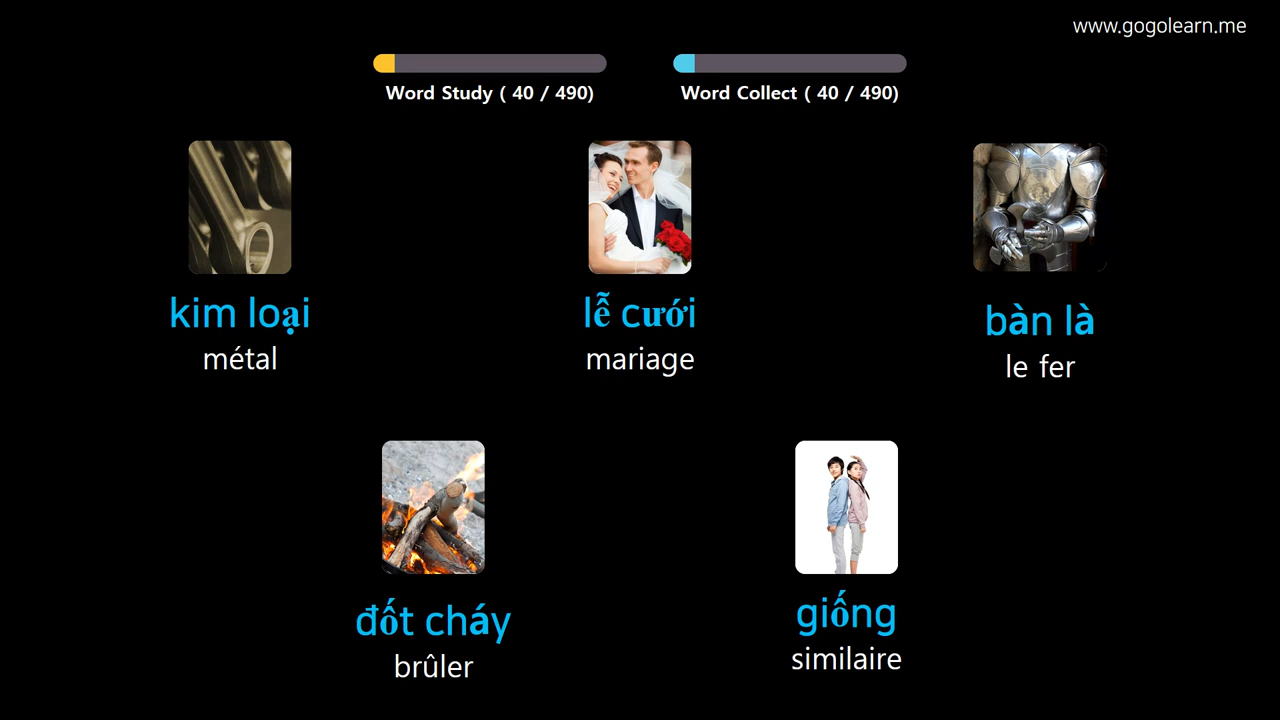 www.gogolearn.me
Word Study ( 40 / 490)
Word Collect ( 40 / 490)
kim loại
métal
lễ cưới
mariage
bàn là
le fer
đốt cháy
brûler
giống
similaire